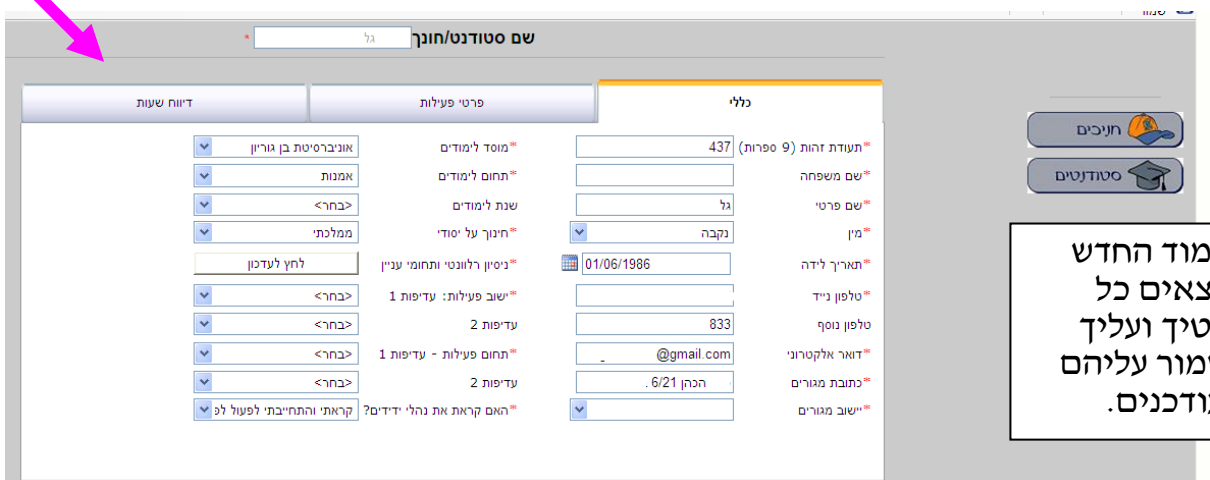 שם סטודנט/חונך גל *
כללי
פרטי פעילות
דיווח שעות
*תעודת זהות (9 ספרות) 437
*שם משפחה
*שם פרטי גל
*מין נקבה
*תאריך לידה 01/06/1986
*טלפון נייד
טלפון נוסף 833
*דואר אלקטרוני @gmail.com
*כתובת מגורים הכהן 6/21 .
*יישוב מגורים
*מוסד לימודים אוניברסיטת בן גוריון
*תחום לימודים אמנות
שנת לימודים <בחר>
*חינוך על יסודי ממלכתי
*ניסיון רלוונטי ותחומי עניין לחץ לעדכון
*ישוב פעילות: עדיפות 1 <בחר>
עדיפות 2 <בחר>
*תחום פעילות - עדיפות 1 <בחר>
עדיפות 2 <בחר>
*האם קראת את נהלי ידידים? קראתי והתחייבתי לפעול לפ
חניכים
סטודנטים
מוד החדש
צאים כל
טיך ועליך
מור עליהם
ודכנים.